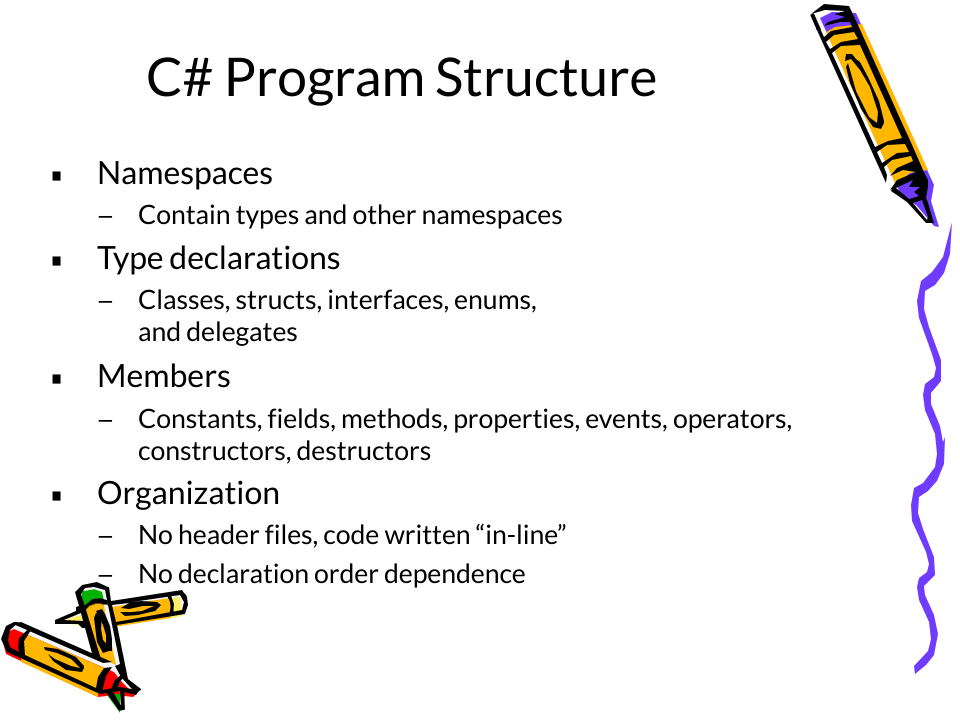 C# Program Structure
▪ Namespaces
– Contain types and other namespaces
▪ Type declarations
– Classes, structs, interfaces, enums,
and delegates
▪ Members
– Constants, fields, methods, properties, events, operators,
constructors, destructors
▪ Organization
– No header files, code written “in-line”
– No declaration order dependence